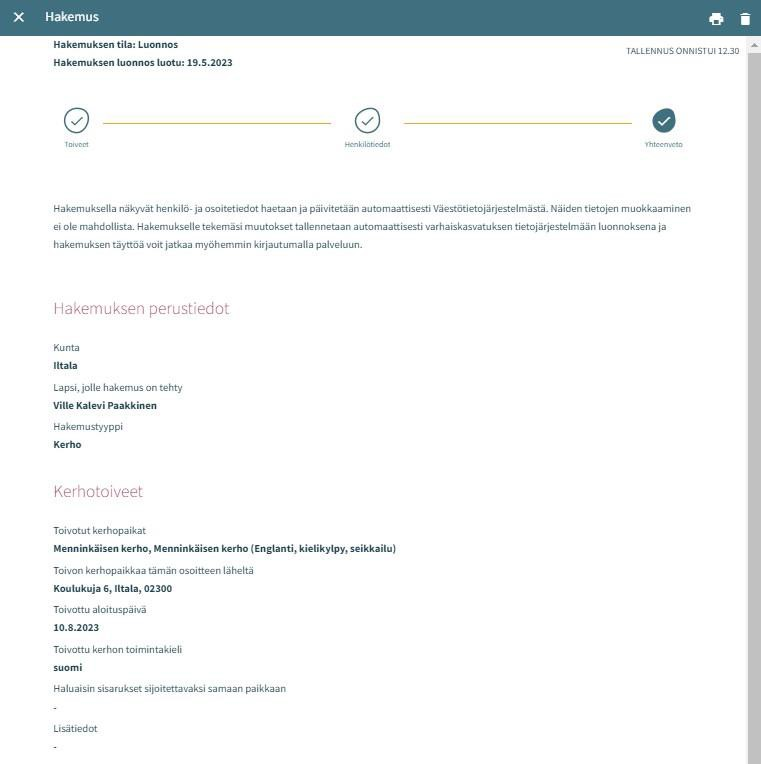 Hakemus
Hakemuksen tila: Luonnos
TALLENNUS ONNISTUI 12.30
Hakemuksen luonnos luotu: 19.5.2023
Toiveet
Henkilötiedot
Yhteenveto
Hakemuksella näkyvät henkilö- ja osoitetiedot haetaan ja päivitetään automaattisesti Väestötietojärjestelmästä. Näiden tietojen muokkaaminen
ei ole mahdollista. Hakemukselle tekemäsi muutokset tallennetaan automaattisesti varhaiskasvatuksen tietojärjestelmään luonnoksena ja
hakemuksen täyttöä voit jatkaa myöhemmin kirjautumalla palveluun.
Hakemuksen perustiedot
Kunta
Iltala
Lapsi, jolle hakemus on tehty
Ville Kalevi Paakkinen
Hakemustyyppi
Kerho
Kerhotoiveet
Toivotut kerhopaikat
Menninkäisen kerho, Menninkäisen kerho (Englanti, kielikylpy, seikkailu)
Toivon kerhopaikkaa tämän osoitteen läheltä
Koulukuja 6, Iltala, 02300
Toivottu aloituspäivä
10.8.2023
Toivottu kerhon toimintakieli
suomi
Haluaisin sisarukset sijoitettavaksi samaan paikkaan
-
Lisätiedot
-